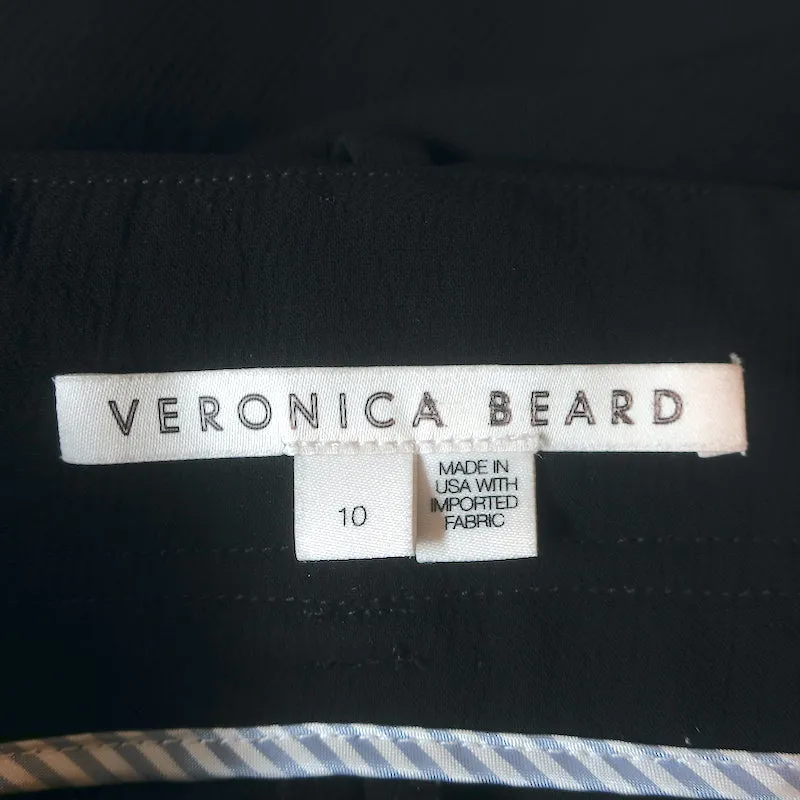 VERONICA BEARD
10
MADE IN
USA WITH
IMPORTED
FABRIC